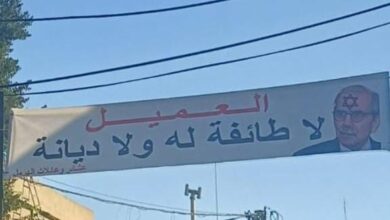 العميل
لا طائفة له ولا ديانة